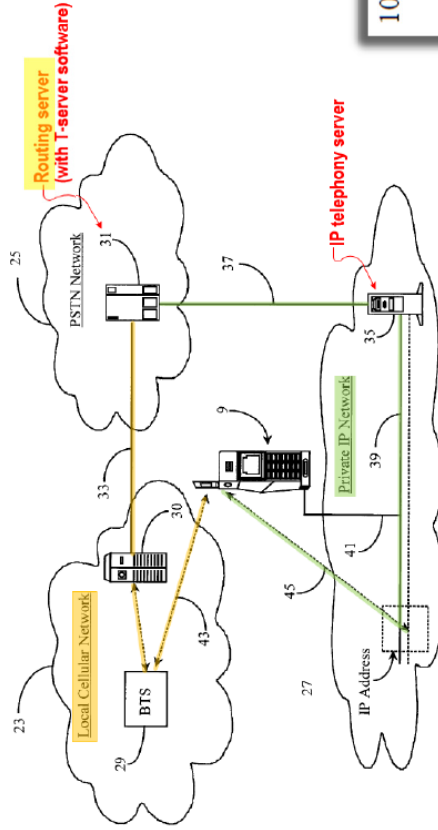 Routing server
(with T-server software)
25
PSTN Network
31
37
IP telephony server
35
33
9
Private IP Network
39
41
30
45
43
23
Local Cellular Network
BTS
29
27
IP Address
10